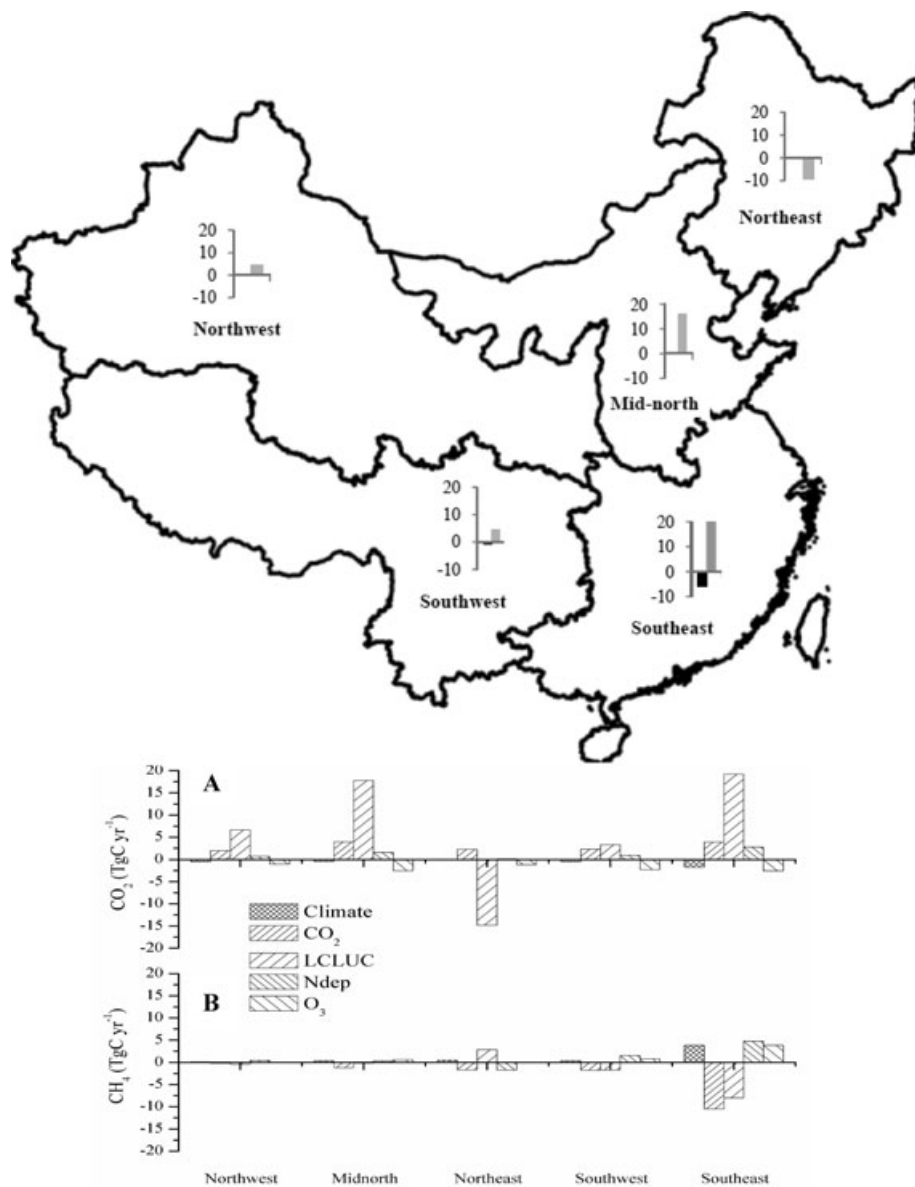 20
10
0
-10
Northeast
20
10
0
-10
Northwest
20
10
0
-10
Mid-north
20
10
0
-10
Southwest
20
10
0
-10
Southeast
A
CO₂ (TgC yr⁻¹)
20
15
10
5
0
-5
-10
-15
-20
Climate
CO₂
LCLUC
Ndep
O₃
B
CH₄ (TgC yr⁻¹)
20
15
10
5
0
-5
-10
-15
-20
Northwest Midnorth Northeast Southwest Southeast